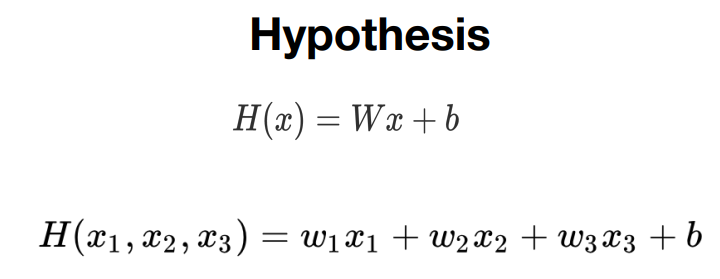 Hypothesis
H(x) = Wx + b
H(x₁, x₂, x₃) = w₁x₁ + w₂x₂ + w₃x₃ + b